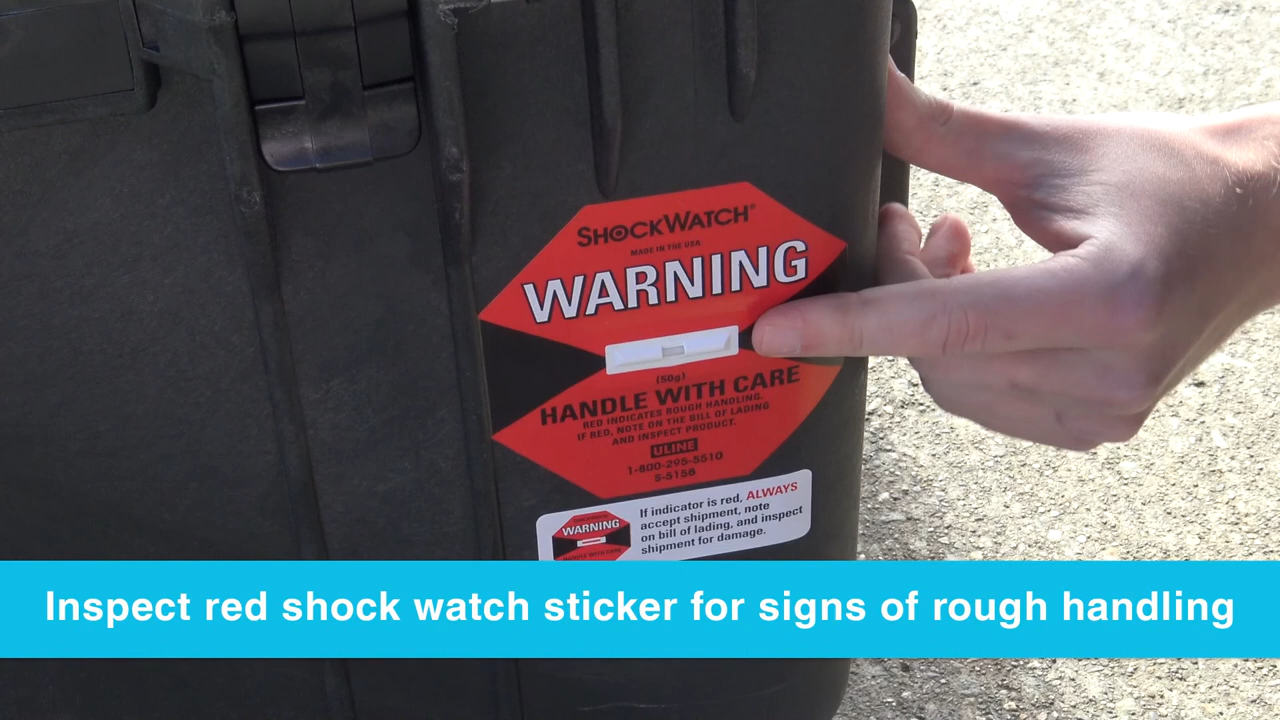 SHOCKWATCH®
MADE IN THE USA
WARNING
(50g)
HANDLE WITH CARE
RED INDICATES ROUGH HANDLING.
IF RED, NOTE ON THE BILL OF LADING
AND INSPECT PRODUCT.
ULINE
1-800-295-5510
S-5156
If indicator is red, ALWAYS
accept shipment, note
on bill of lading, and inspect
shipment for damage.
WARNING
HANDLE WITH CARE
Inspect red shock watch sticker for signs of rough handling